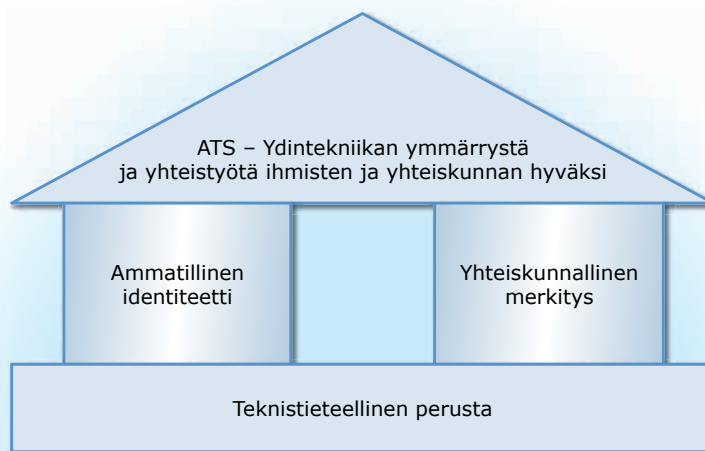 ATS – Ydintekniikan ymmärrystä
ja yhteistyötä ihmisten ja yhteiskunnan hyväksi
Ammatillinen
identiteetti
Yhteiskunnallinen
merkitys
Teknistieteellinen perusta